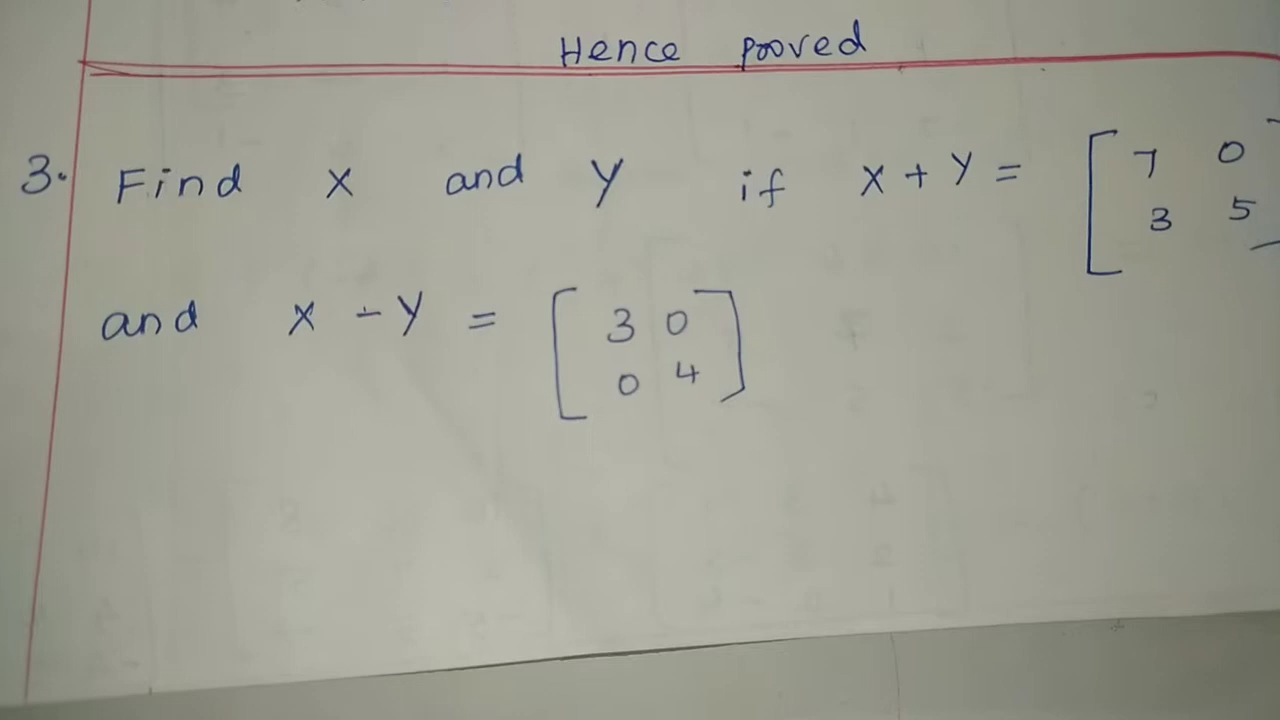 Hence proved
3. Find X and Y if X + Y = [ 7 0
3 5 ]
and X - Y = [ 3 0
0 4 ]